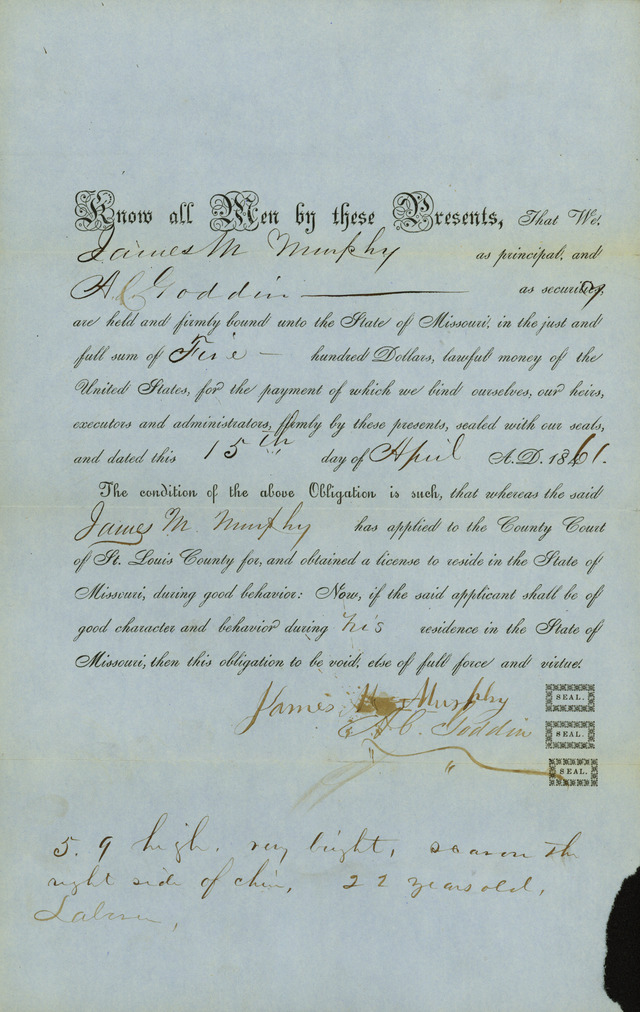 Know all Men by these Presents, That We,
James M Murphy as principal, and
A C Goddin as security,
are held and firmly bound unto the State of Missouri, in the just and
full sum of Five hundred Dollars, lawful money of the
United States, for the payment of which we bind ourselves, our heirs,
executors and administrators, firmly by these presents, sealed with our seals,
and dated this 15th day of April A.D. 1861.
The condition of the above Obligation is such, that whereas the said
James M. Murphy has applied to the County Court
of St. Louis County for, and obtained a license to reside in the State of
Missouri, during good behavior: Now, if the said applicant shall be of
good character and behavior during his residence in the State of
Missouri, then this obligation to be void, else of full force and virtue.
James M Murphy SEAL.
A C. Goddin SEAL.
" " SEAL.
5. 9 high, very bright, scar on the
right side of chin, 22 years old,
Laborer,